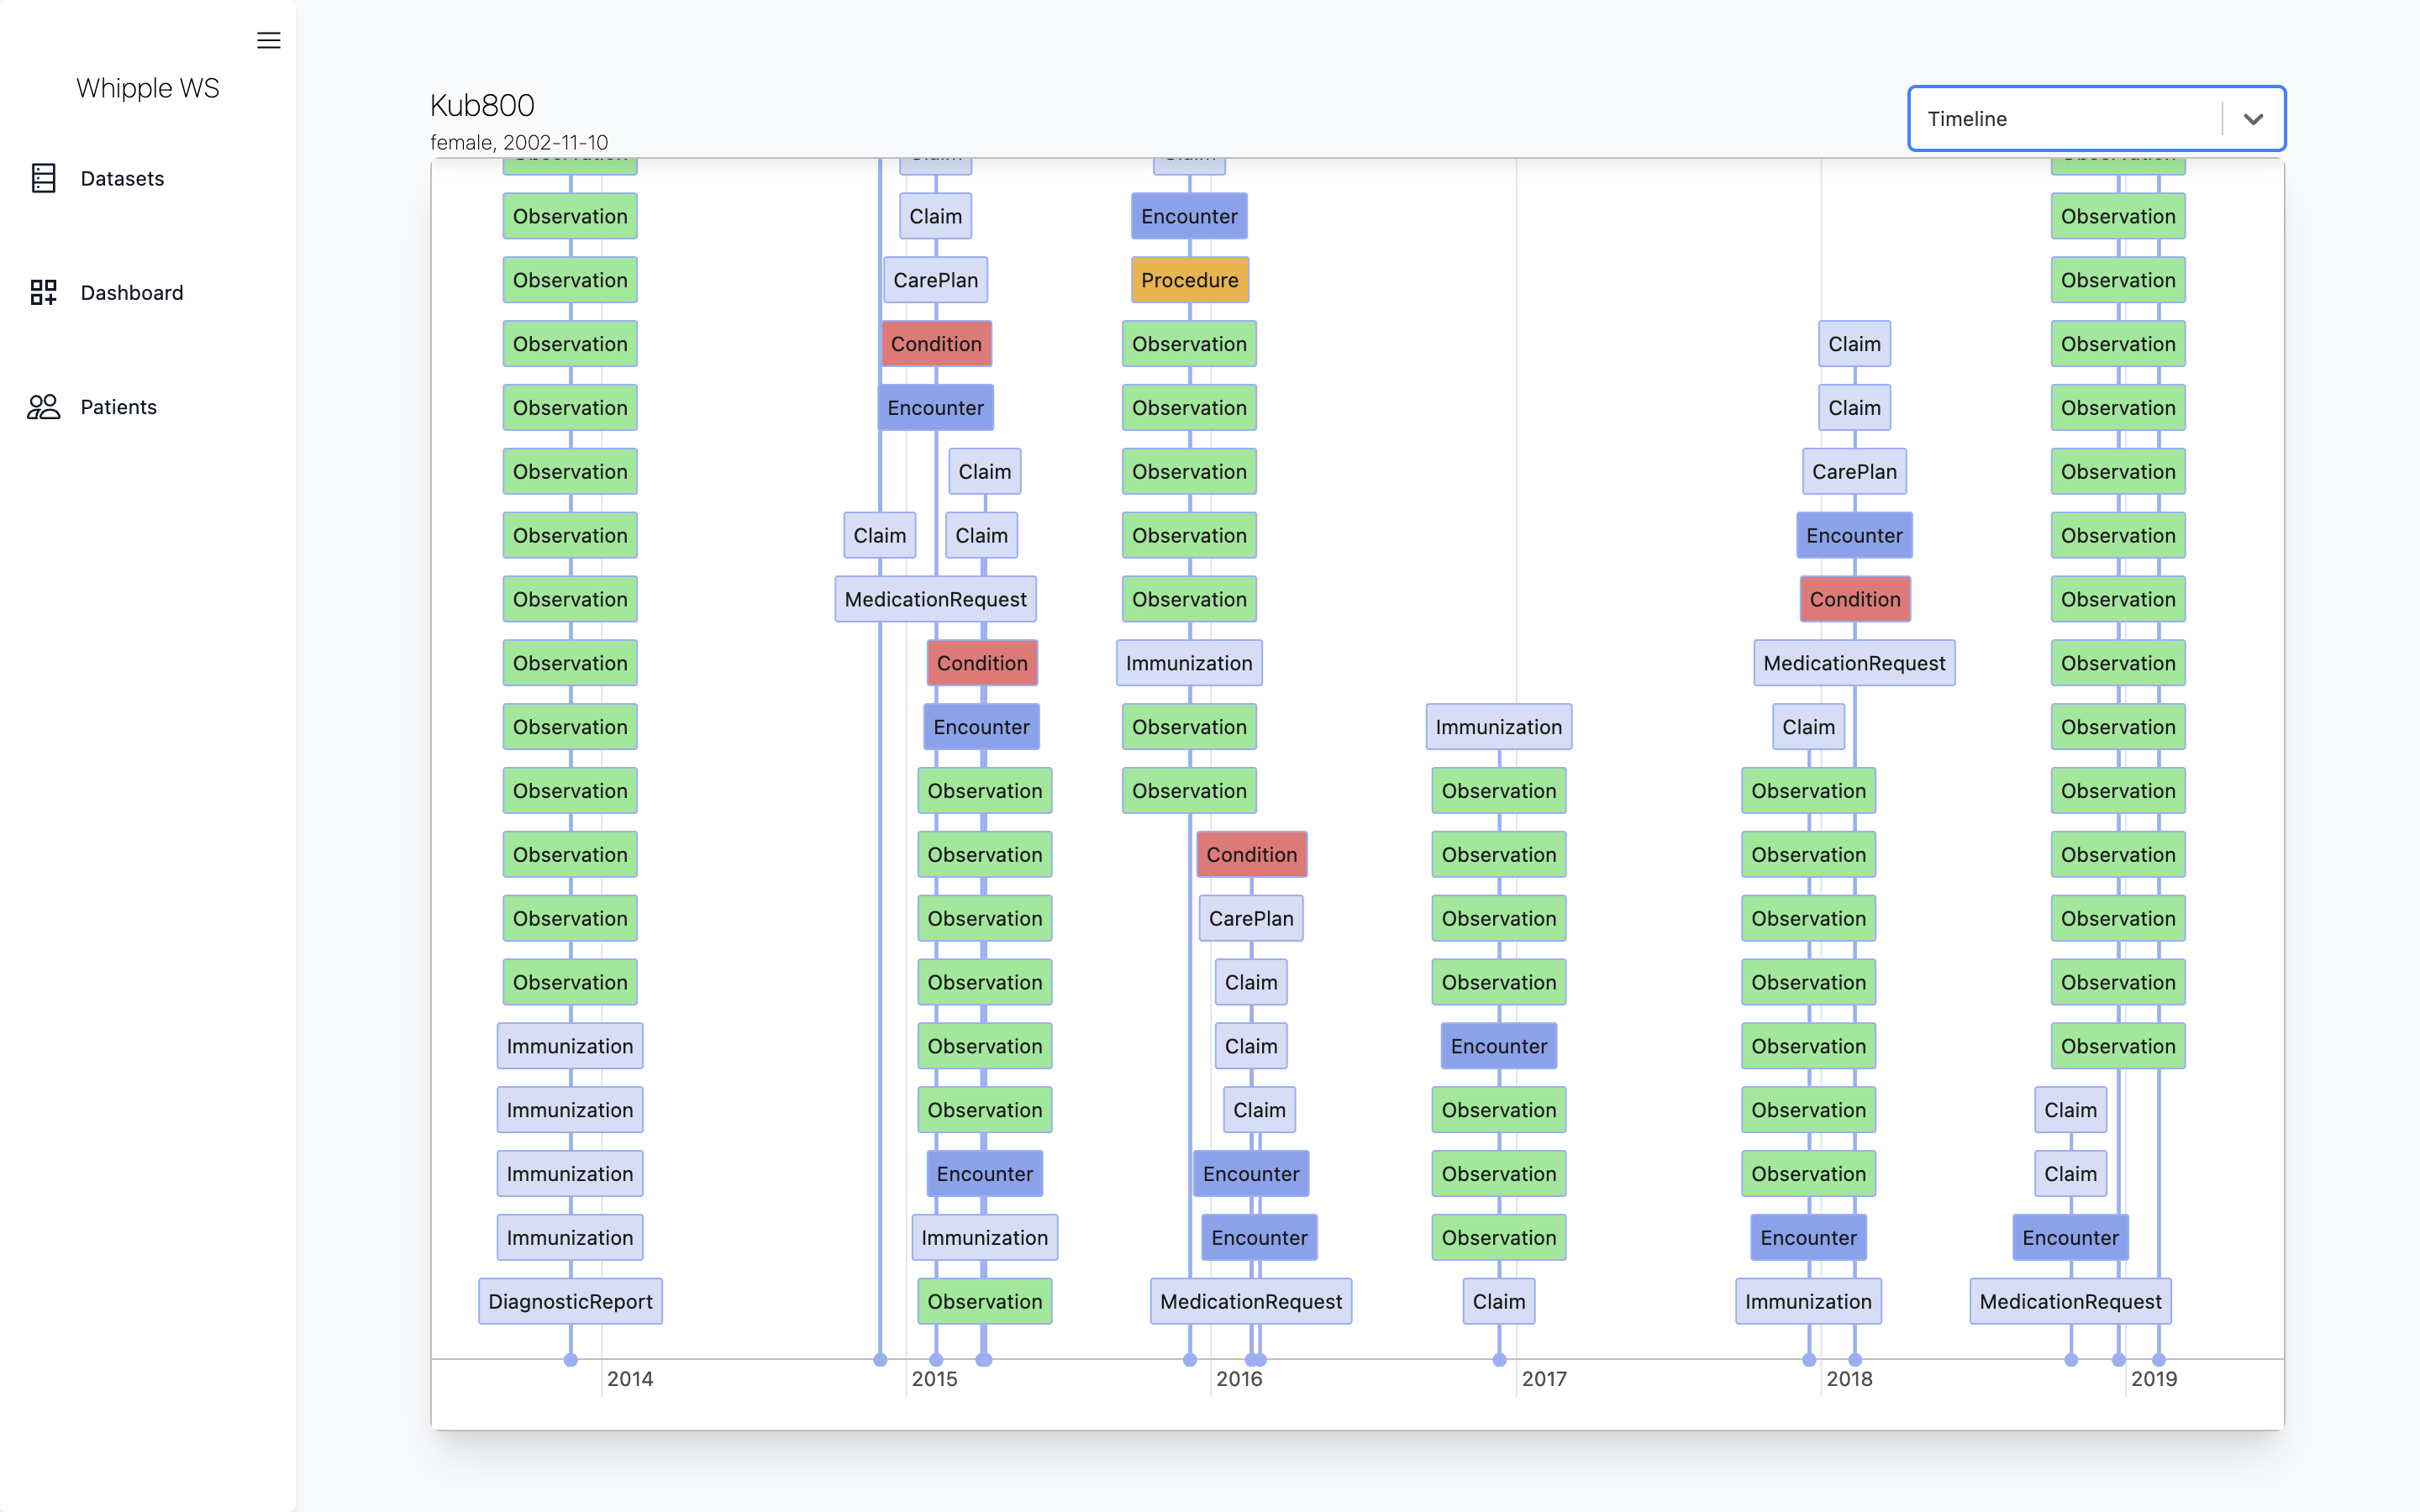 Whipple WS
Datasets
Dashboard
Patients
Kub800
female, 2002-11-10
Timeline
Observation Claim Encounter Observation
Observation CarePlan Procedure Observation
Observation Condition Observation Claim Observation
Observation Encounter Observation Claim Observation
Observation Claim Observation CarePlan Observation
Observation Claim Claim Observation Encounter Observation
Observation MedicationRequest Observation Condition Observation
Observation Condition Immunization MedicationRequest Observation
Observation Encounter Observation Immunization Claim Observation
Observation Observation Observation Observation Observation Observation
Observation Observation Condition Observation Observation Observation
Observation Observation CarePlan Observation Observation Observation
Observation Observation Claim Observation Observation Observation
Immunization Observation Claim Encounter Observation Observation
Immunization Observation Claim Observation Observation Claim
Immunization Encounter Encounter Observation Observation Claim
Immunization Immunization Encounter Observation Encounter Encounter
DiagnosticReport Observation MedicationRequest Claim Immunization MedicationRequest
2014 2015 2016 2017 2018 2019